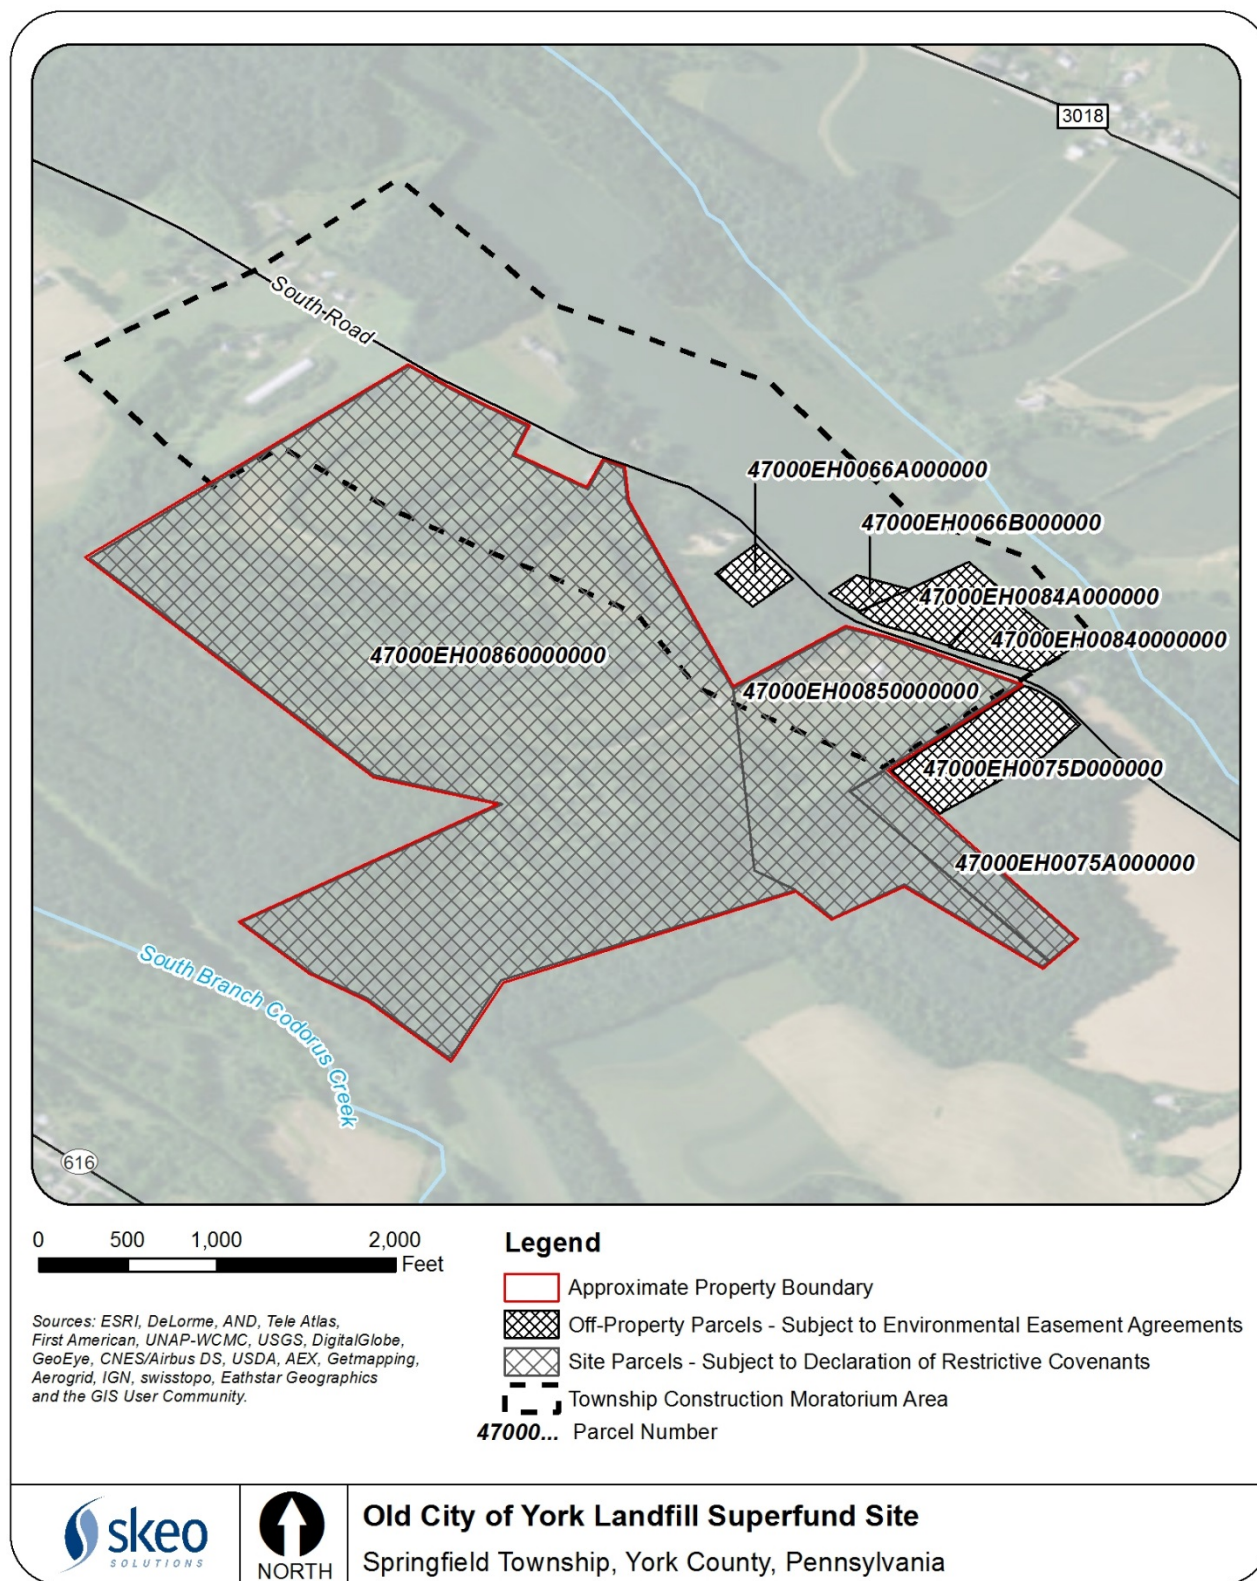 3018
South Road
47000EH0066A000000
47000EH0066B000000
47000EH0084A000000
47000EH00840000000
47000EH00860000000
47000EH00850000000
47000EH0075D000000
47000EH0075A000000
South Branch Codorus Creek
616
0 500 1,000 2,000
Feet
Legend
Approximate Property Boundary
Off-Property Parcels - Subject to Environmental Easement Agreements
Site Parcels - Subject to Declaration of Restrictive Covenants
Township Construction Moratorium Area
47000... Parcel Number
Sources: ESRI, DeLorme, AND, Tele Atlas,
First American, UNAP-WCMC, USGS, DigitalGlobe,
GeoEye, CNES/Airbus DS, USDA, AEX, Getmapping,
Aerogrid, IGN, swisstopo, Eathstar Geographics
and the GIS User Community.
skeo
SOLUTIONS
NORTH
Old City of York Landfill Superfund Site
Springfield Township, York County, Pennsylvania